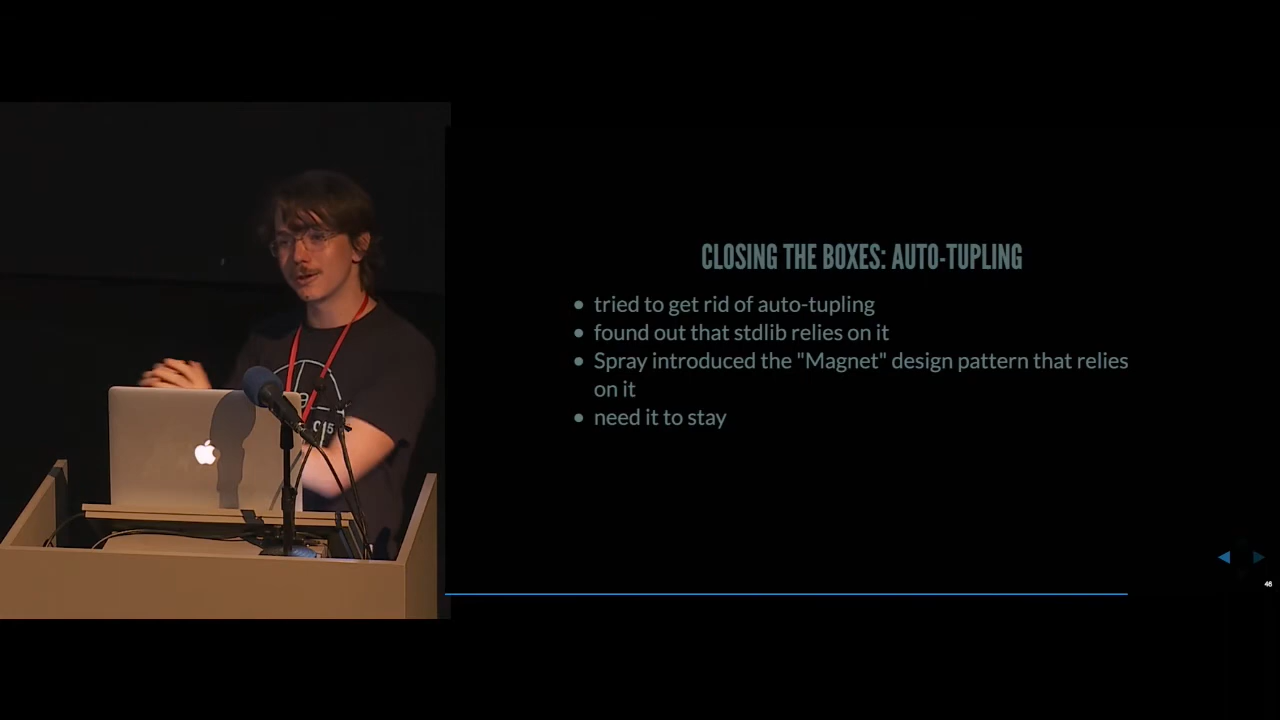 CLOSING THE BOXES: AUTO-TUPLING
tried to get rid of auto-tupling
found out that stdlib relies on it
Spray introduced the "Magnet" design pattern that relies
on it
need it to stay
46